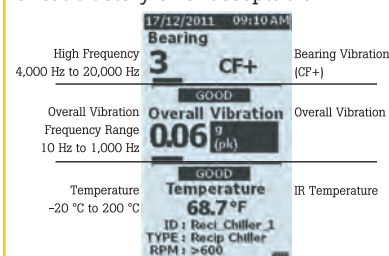 17/12/2011 09:10 AM
Bearing
High Frequency
4,000 Hz to 20,000 Hz
3 CF+
Bearing Vibration
(CF+)
GOOD
Overall Vibration
Frequency Range
10 Hz to 1,000 Hz
Overall Vibration
0.06 g
(pk)
Overall Vibration
GOOD
Temperature
-20 °C to 200 °C
Temperature
68.7°F
IR Temperature
ID : Reci_Chiller_1
TYPE : Recip Chiller
RPM : >600